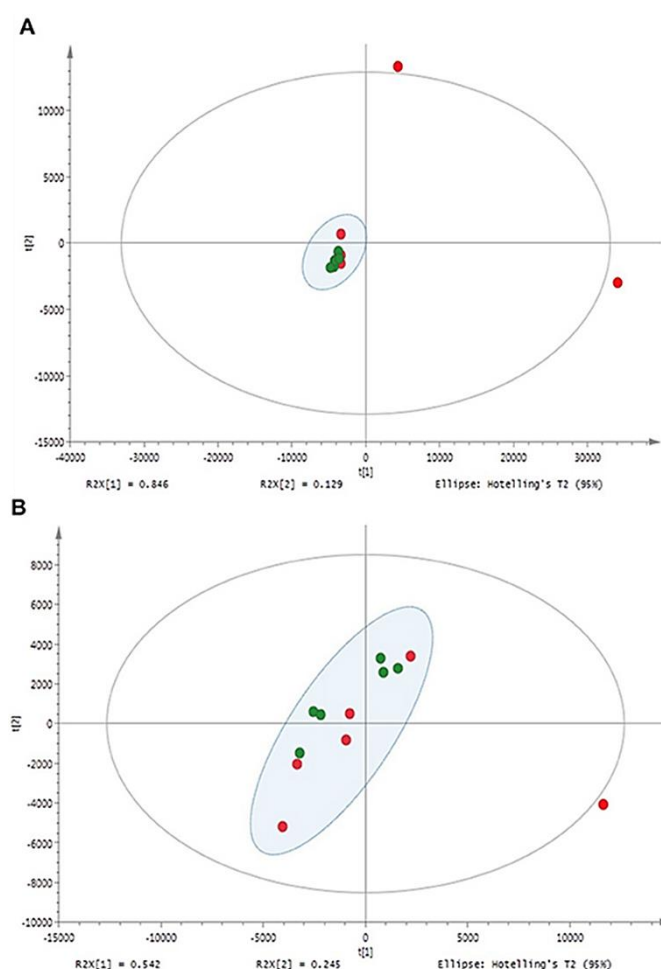 A
t[2]
10000
5000
0
-5000
-10000
-15000
-40000 -30000 -20000 -10000 0 10000 20000 30000
t[1]
R2X[1] = 0.846 R2X[2] = 0.129 Ellipse: Hotelling's T2 (95%)
B
t[2]
8000
6000
4000
2000
0
-2000
-4000
-6000
-8000
-10000
-15000 -10000 -5000 0 5000 10000
t[1]
R2X[1] = 0.542 R2X[2] = 0.245 Ellipse: Hotelling's T2 (95%)